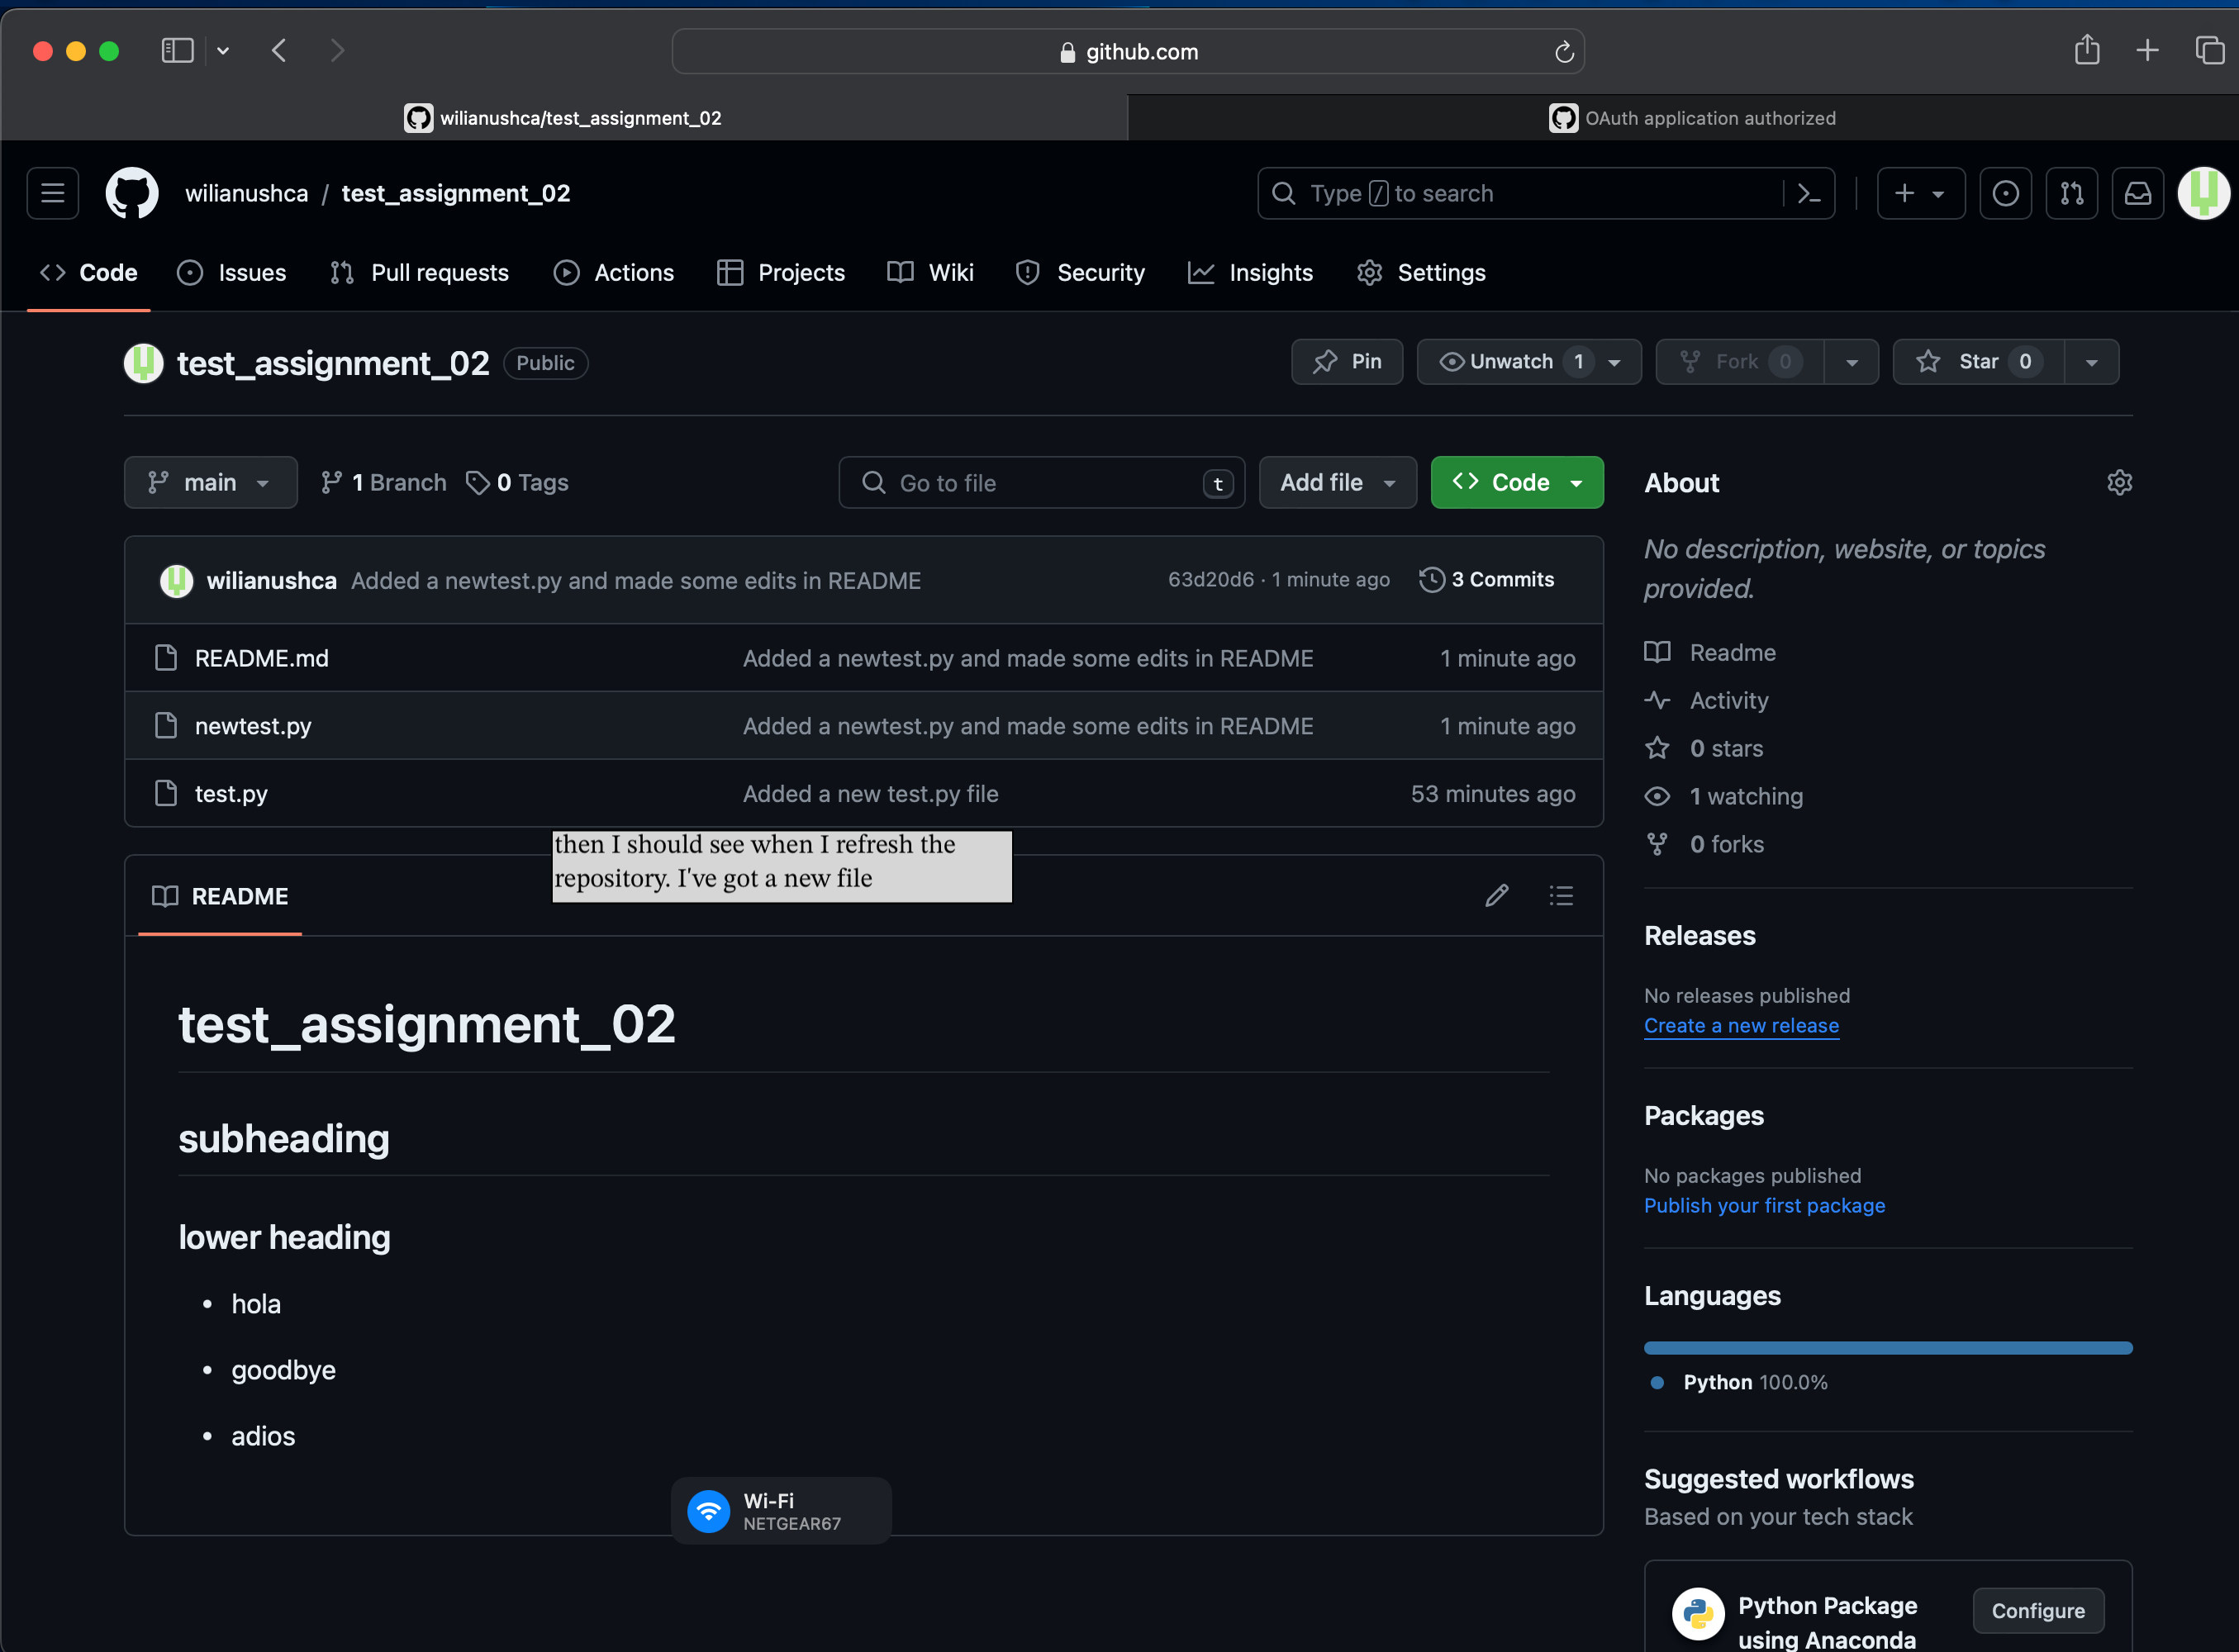 github.com
wilianushca/test_assignment_02
OAuth application authorized
wilianushca / test_assignment_02
Type / to search
Code Issues Pull requests Actions Projects Wiki Security Insights Settings
test_assignment_02 Public
Pin Unwatch 1 Fork 0 Star 0
main 1 Branch 0 Tags
Go to file t Add file Code
wilianushca Added a newtest.py and made some edits in README 63d20d6 · 1 minute ago 3 Commits
README.md Added a newtest.py and made some edits in README 1 minute ago
newtest.py Added a newtest.py and made some edits in README 1 minute ago
test.py Added a new test.py file 53 minutes ago
then I should see when I refresh the
repository. I've got a new file
README
test_assignment_02
subheading
lower heading
• hola
• goodbye
• adios
Wi-Fi
NETGEAR67
About
No description, website, or topics
provided.
Readme
Activity
0 stars
1 watching
0 forks
Releases
No releases published
Create a new release
Packages
No packages published
Publish your first package
Languages
Python 100.0%
Suggested workflows
Based on your tech stack
Python Package
using Anaconda
Configure